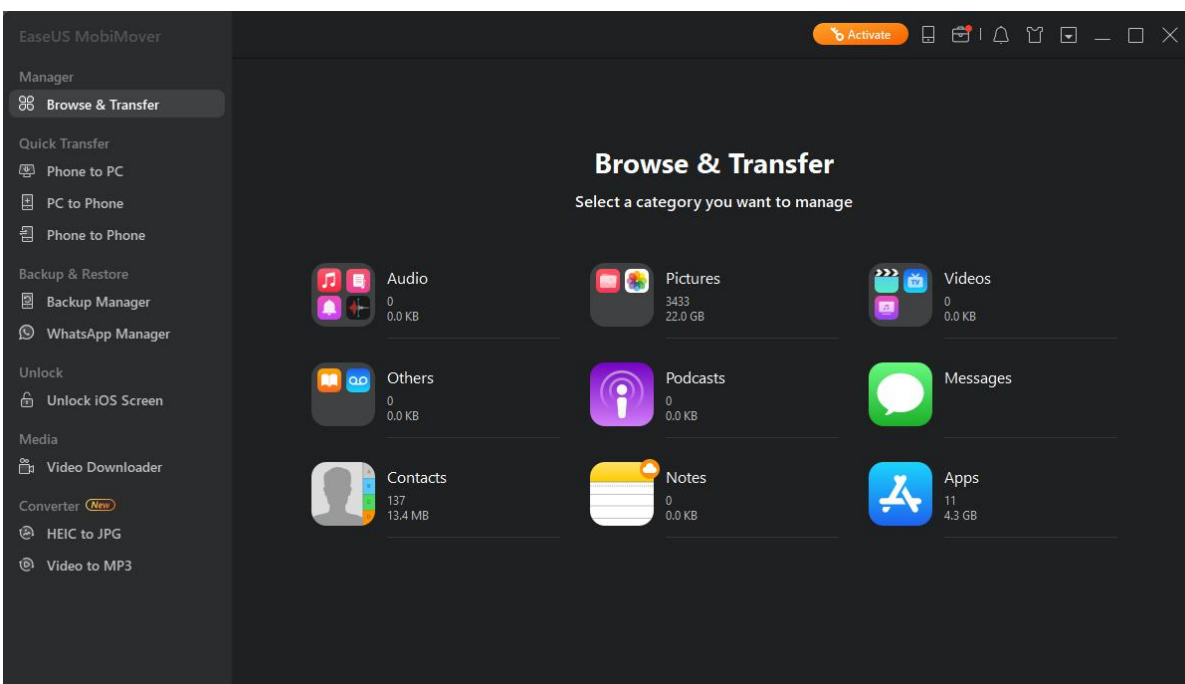 EaseUS MobiMover
Activate
Manager
Browse & Transfer
Quick Transfer
Phone to PC
PC to Phone
Phone to Phone
Backup & Restore
Backup Manager
WhatsApp Manager
Unlock
Unlock iOS Screen
Media
Video Downloader
Converter New
HEIC to JPG
Video to MP3
Browse & Transfer
Select a category you want to manage
Audio
0
0.0 KB
Pictures
3433
22.0 GB
Videos
tv
0
0.0 KB
Others
0
0.0 KB
Podcasts
0
0.0 KB
Messages
Contacts
137
13.4 MB
Notes
0
0.0 KB
Apps
11
4.3 GB